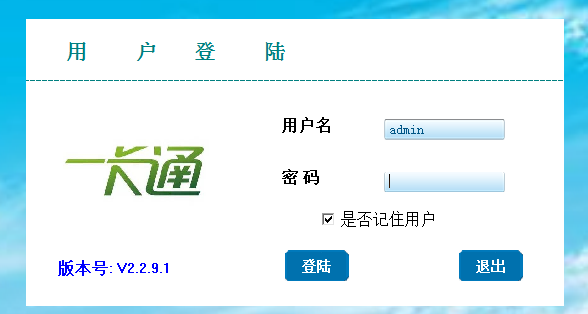 用 户 登 陆
用户名 admin
一卡通
密 码
是否记住用户
版本号: V2.2.9.1 登陆 退出